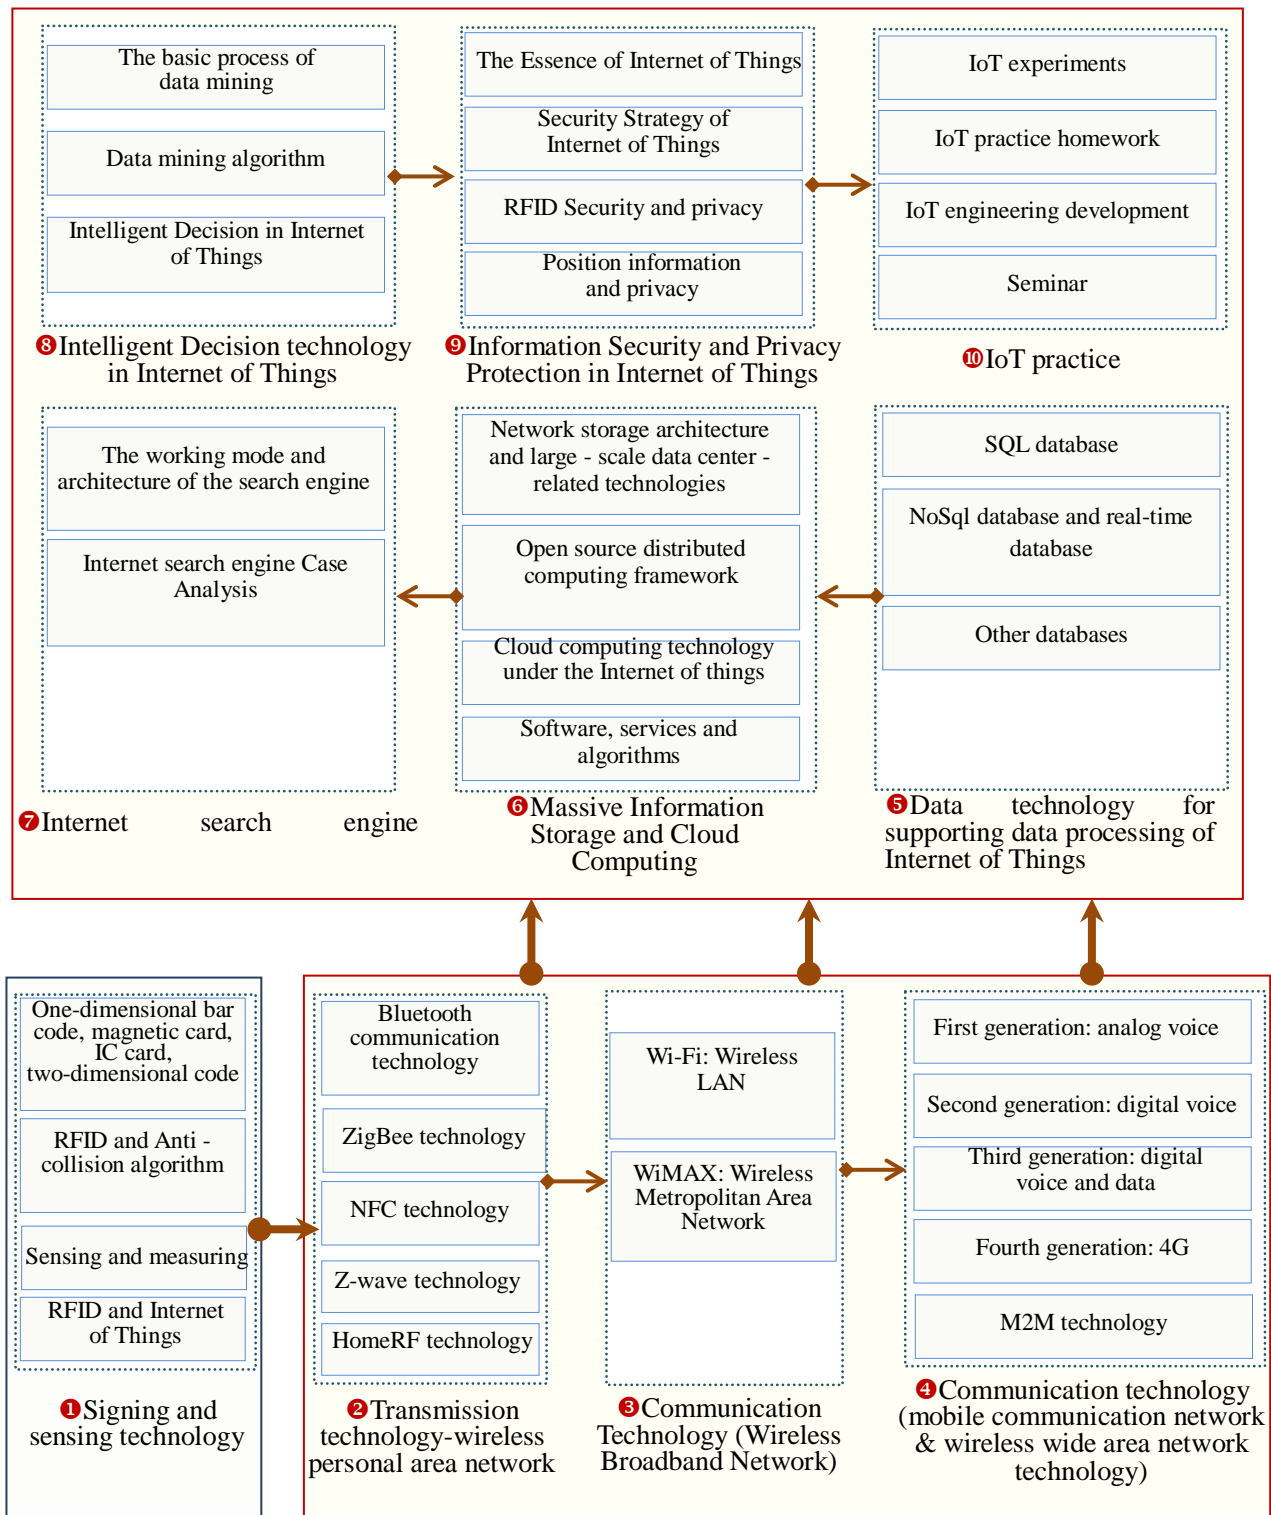 The basic process of
data mining
Data mining algorithm
Intelligent Decision in Internet
of Things
❽Intelligent Decision technology
in Internet of Things
The Essence of Internet of Things
Security Strategy of
Internet of Things
RFID Security and privacy
Position information
and privacy
❾Information Security and Privacy
Protection in Internet of Things
IoT experiments
IoT practice homework
IoT engineering development
Seminar
❿IoT practice
The working mode and
architecture of the search engine
Internet search engine Case
Analysis
❼Internet search engine
Network storage architecture
and large - scale data center -
related technologies
Open source distributed
computing framework
Cloud computing technology
under the Internet of things
Software, services and
algorithms
❻Massive Information
Storage and Cloud
Computing
SQL database
NoSql database and real-time
database
Other databases
❺Data technology for
supporting data processing of
Internet of Things
One-dimensional bar
code, magnetic card,
IC card,
two-dimensional code
RFID and Anti -
collision algorithm
Sensing and measuring
RFID and Internet
of Things
❶Signing and
sensing technology
Bluetooth
communication
technology
ZigBee technology
NFC technology
Z-wave technology
HomeRF technology
❷Transmission
technology-wireless
personal area network
Wi-Fi: Wireless
LAN
WiMAX: Wireless
Metropolitan Area
Network
❸Communication
Technology (Wireless
Broadband Network)
First generation: analog voice
Second generation: digital voice
Third generation: digital
voice and data
Fourth generation: 4G
M2M technology
❹Communication technology
(mobile communication network
& wireless wide area network
technology)